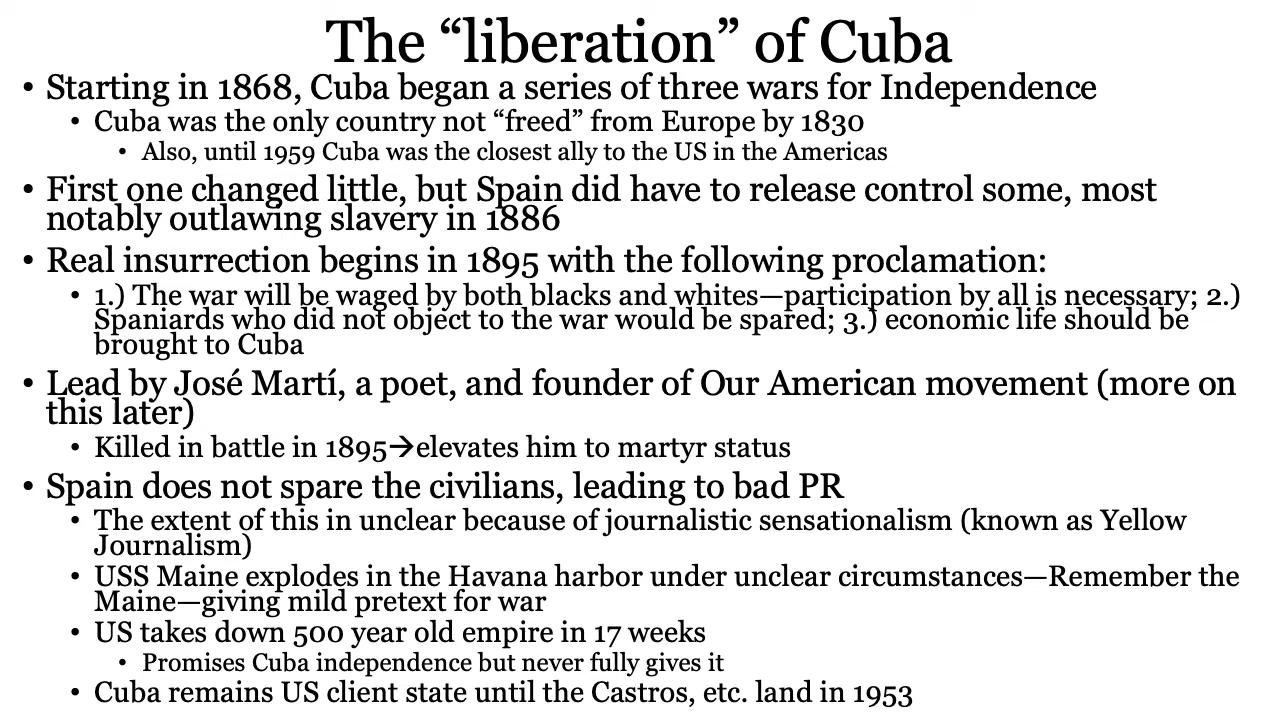 The “liberation” of Cuba
• Starting in 1868, Cuba began a series of three wars for Independence
• Cuba was the only country not “freed” from Europe by 1830
• Also, until 1959 Cuba was the closest ally to the US in the Americas
• First one changed little, but Spain did have to release control some, most
notably outlawing slavery in 1886
• Real insurrection begins in 1895 with the following proclamation:
• 1.) The war will be waged by both blacks and whites—participation by all is necessary; 2.)
Spaniards who did not object to the war would be spared; 3.) economic life should be
brought to Cuba
• Lead by José Martí, a poet, and founder of Our American movement (more on
this later)
• Killed in battle in 1895→elevates him to martyr status
• Spain does not spare the civilians, leading to bad PR
• The extent of this in unclear because of journalistic sensationalism (known as Yellow
Journalism)
• USS Maine explodes in the Havana harbor under unclear circumstances—Remember the
Maine—giving mild pretext for war
• US takes down 500 year old empire in 17 weeks
• Promises Cuba independence but never fully gives it
• Cuba remains US client state until the Castros, etc. land in 1953